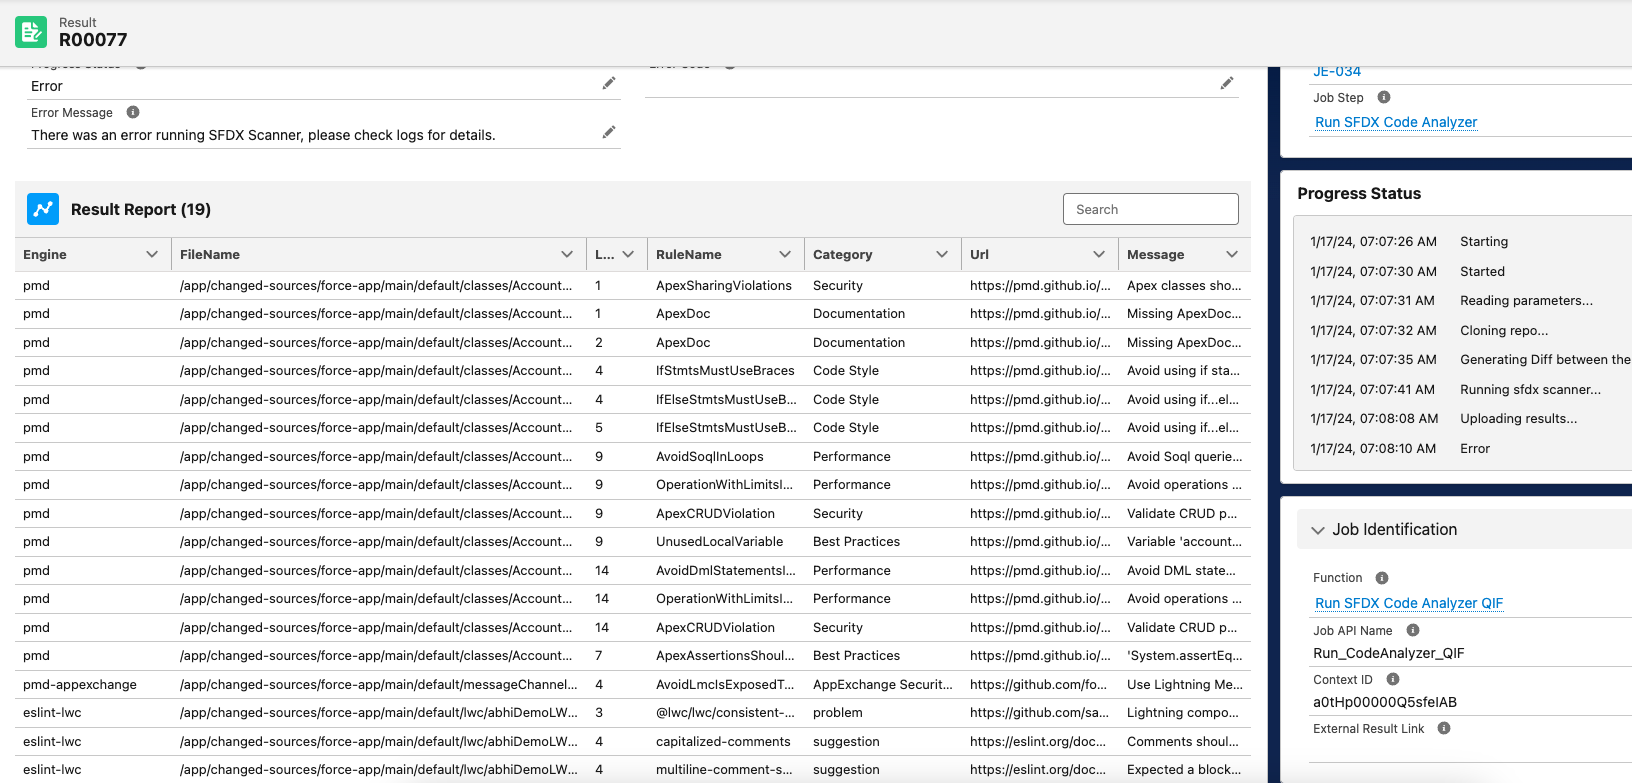 Result
R00077
Progress Status
Error Code
Error
Error Message
There was an error running SFDX Scanner, please check logs for details.
Result Report (19)
Search
Engine FileName L... RuleName Category Url Message
pmd /app/changed-sources/force-app/main/default/classes/Account... 1 ApexSharingViolations Security https://pmd.github.io/... Apex classes sho...
pmd /app/changed-sources/force-app/main/default/classes/Account... 1 ApexDoc Documentation https://pmd.github.io/... Missing ApexDoc...
pmd /app/changed-sources/force-app/main/default/classes/Account... 2 ApexDoc Documentation https://pmd.github.io/... Missing ApexDoc...
pmd /app/changed-sources/force-app/main/default/classes/Account... 4 IfStmtsMustUseBraces Code Style https://pmd.github.io/... Avoid using if sta...
pmd /app/changed-sources/force-app/main/default/classes/Account... 4 IfElseStmtsMustUseB... Code Style https://pmd.github.io/... Avoid using if...el...
pmd /app/changed-sources/force-app/main/default/classes/Account... 5 IfElseStmtsMustUseB... Code Style https://pmd.github.io/... Avoid using if...el...
pmd /app/changed-sources/force-app/main/default/classes/Account... 9 AvoidSoqlInLoops Performance https://pmd.github.io/... Avoid Soql querie...
pmd /app/changed-sources/force-app/main/default/classes/Account... 9 OperationWithLimitsI... Performance https://pmd.github.io/... Avoid operations ...
pmd /app/changed-sources/force-app/main/default/classes/Account... 9 ApexCRUDViolation Security https://pmd.github.io/... Validate CRUD p...
pmd /app/changed-sources/force-app/main/default/classes/Account... 9 UnusedLocalVariable Best Practices https://pmd.github.io/... Variable 'account...
pmd /app/changed-sources/force-app/main/default/classes/Account... 14 AvoidDmlStatementsI... Performance https://pmd.github.io/... Avoid DML state...
pmd /app/changed-sources/force-app/main/default/classes/Account... 14 OperationWithLimitsI... Performance https://pmd.github.io/... Avoid operations ...
pmd /app/changed-sources/force-app/main/default/classes/Account... 14 ApexCRUDViolation Security https://pmd.github.io/... Validate CRUD p...
pmd /app/changed-sources/force-app/main/default/classes/Account... 7 ApexAssertionsShoul... Best Practices https://pmd.github.io/... 'System.assertEq...
pmd-appexchange /app/changed-sources/force-app/main/default/messageChannel... 4 AvoidLmcIsExposedT... AppExchange Securit... https://github.com/fo... Use Lightning Me...
eslint-lwc /app/changed-sources/force-app/main/default/lwc/abhiDemoLW... 3 @lwc/lwc/consistent-... problem https://github.com/sa... Lightning compo...
eslint-lwc /app/changed-sources/force-app/main/default/lwc/abhiDemoLW... 4 capitalized-comments suggestion https://eslint.org/doc... Comments shoul...
eslint-lwc /app/changed-sources/force-app/main/default/lwc/abhiDemoLW... 4 multiline-comment-s... suggestion https://eslint.org/doc... Expected a block...
JE-034
Job Step
Run SFDX Code Analyzer
Progress Status
1/17/24, 07:07:26 AM Starting
1/17/24, 07:07:30 AM Started
1/17/24, 07:07:31 AM Reading parameters...
1/17/24, 07:07:32 AM Cloning repo...
1/17/24, 07:07:35 AM Generating Diff between the
1/17/24, 07:07:41 AM Running sfdx scanner...
1/17/24, 07:08:08 AM Uploading results...
1/17/24, 07:08:10 AM Error
Job Identification
Function
Run SFDX Code Analyzer QIF
Job API Name
Run_CodeAnalyzer_QIF
Context ID
a0tHp00000Q5sfeIAB
External Result Link